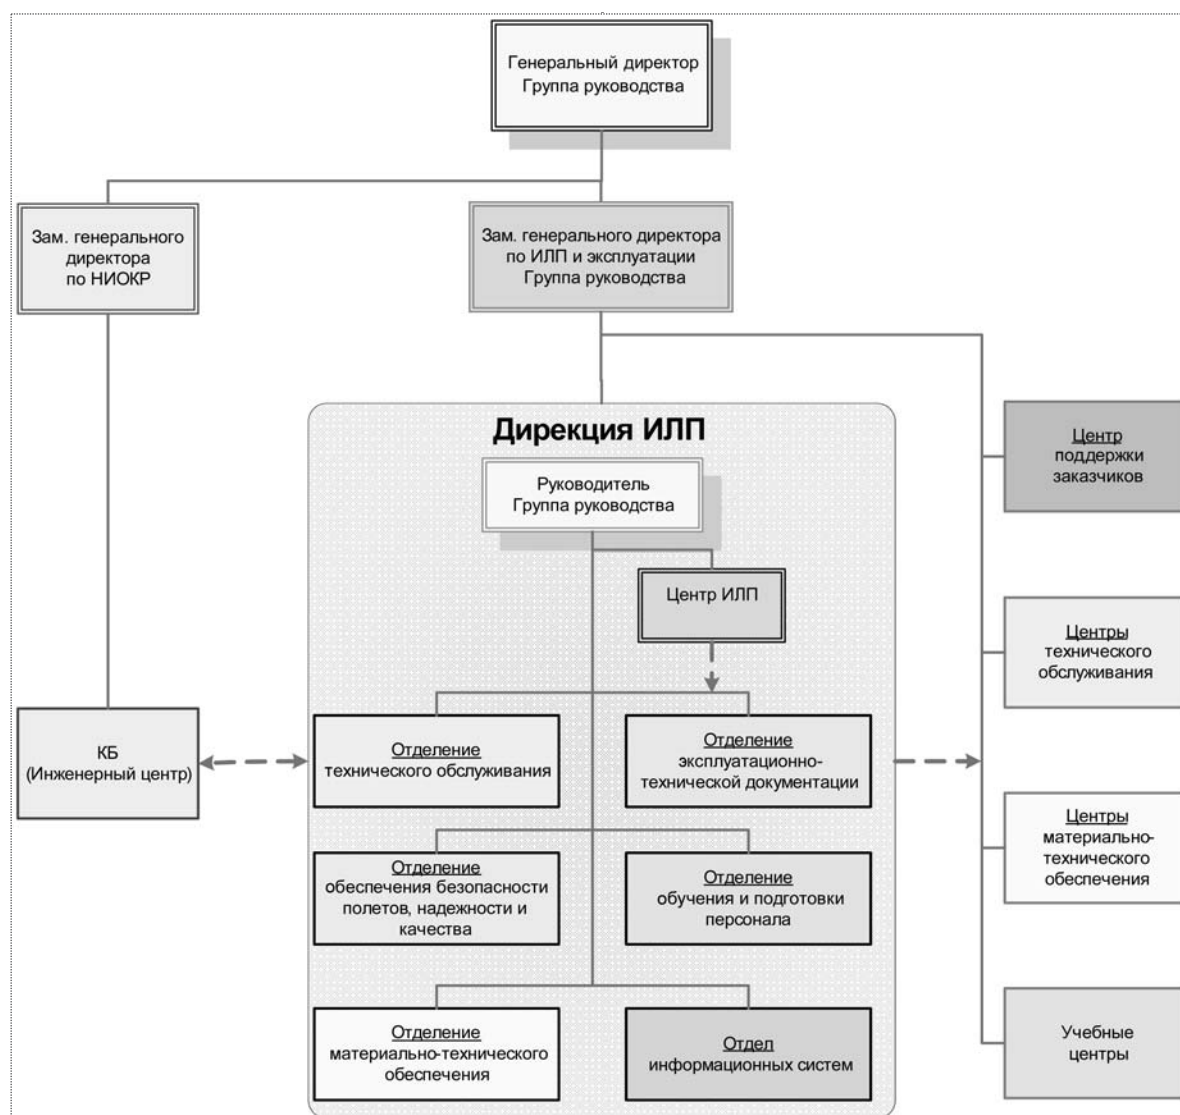 Генеральный директор
Группа руководства
Зам. генерального
директора
по НИОКР
Зам. генерального директора
по ИЛП и эксплуатации
Группа руководства
Дирекция ИЛП
Руководитель
Группа руководства
Центр ИЛП
Центр
поддержки
заказчиков
Центры
технического
обслуживания
КБ
(Инженерный центр)
Отделение
технического обслуживания
Отделение
эксплуатационно-
технической документации
Центры
материально-
технического
обеспечения
Отделение
обеспечения безопасности
полетов, надежности и
качества
Отделение
обучения и подготовки
персонала
Отделение
материально-технического
обеспечения
Отдел
информационных систем
Учебные
центры